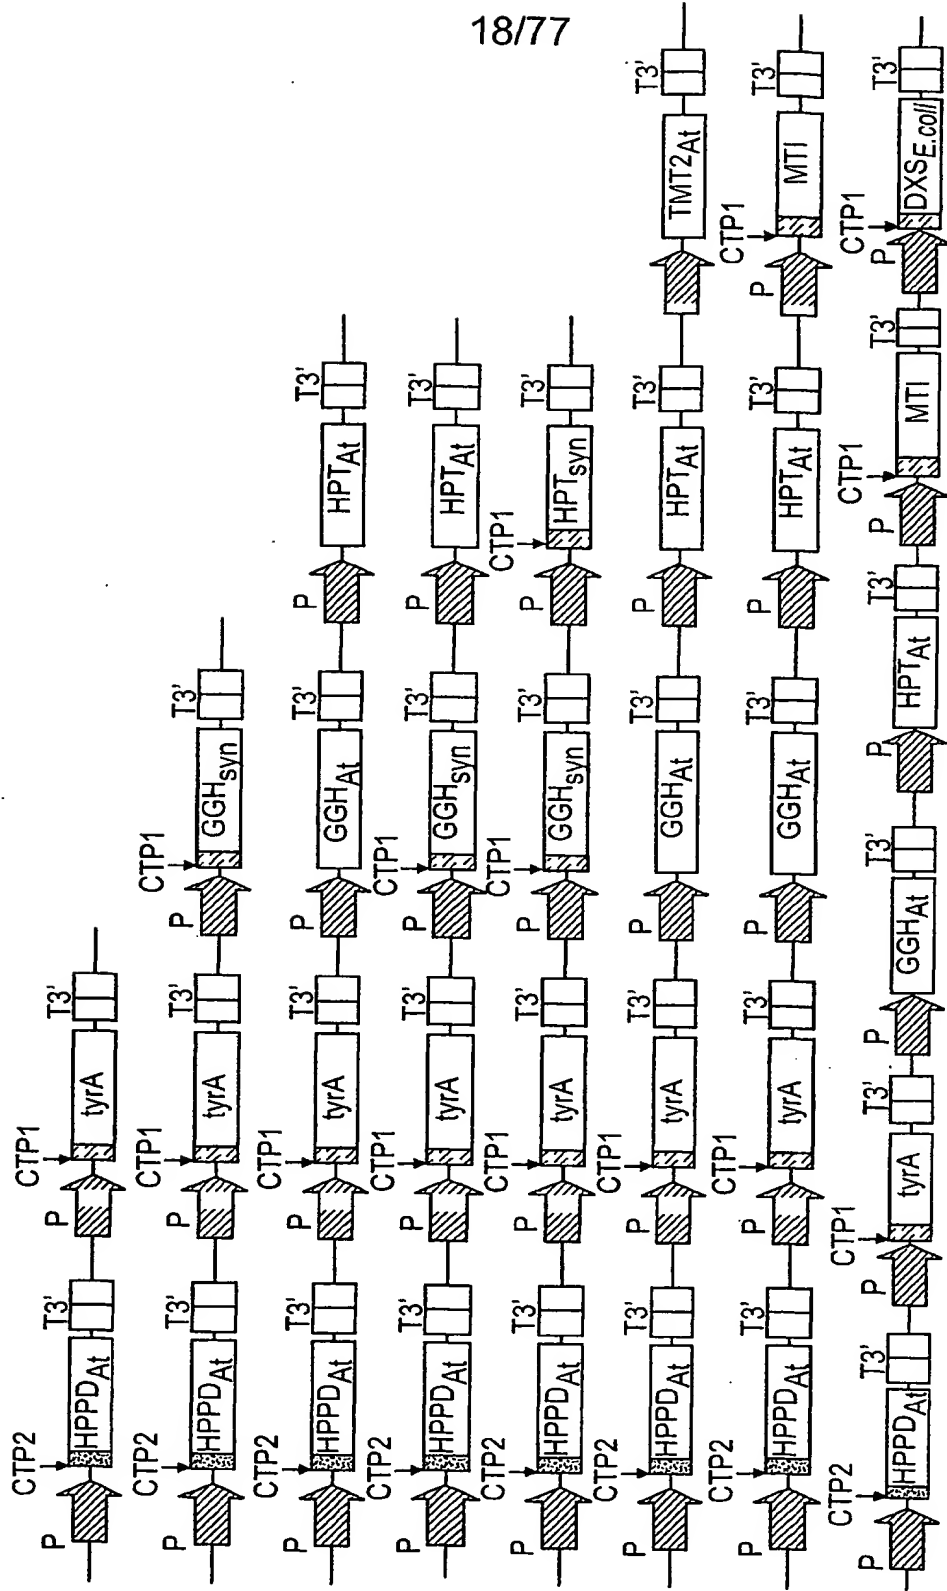 18/77
P CTP2 T3' P CTP1 T3'
HPPDAt tyrA
P CTP2 T3' P CTP1 T3' P CTP1 T3'
HPPDAt tyrA GGHsyn
P CTP2 T3' P CTP1 T3' P T3' P T3'
HPPDAt tyrA GGHAt HPTAt
P CTP2 T3' P CTP1 T3' P CTP1 T3' P T3'
HPPDAt tyrA GGHsyn HPTAt
P CTP2 T3' P CTP1 T3' P CTP1 T3' P CTP1 T3'
HPPDAt tyrA GGHsyn HPTsyn
P CTP2 T3' P CTP1 T3' P T3' P T3' T3'
HPPDAt tyrA GGHAt HPTAt TMT2At
P CTP2 T3' P CTP1 T3' P T3' P T3' P CTP1 T3'
HPPDAt tyrA GGHAt HPTAt MTI
P CTP2 T3' P CTP1 T3' P T3' P T3' P CTP1 T3' P CTP1 T3'
HPPDAt tyrA GGHAt HPTAt MTI DXSE.coli